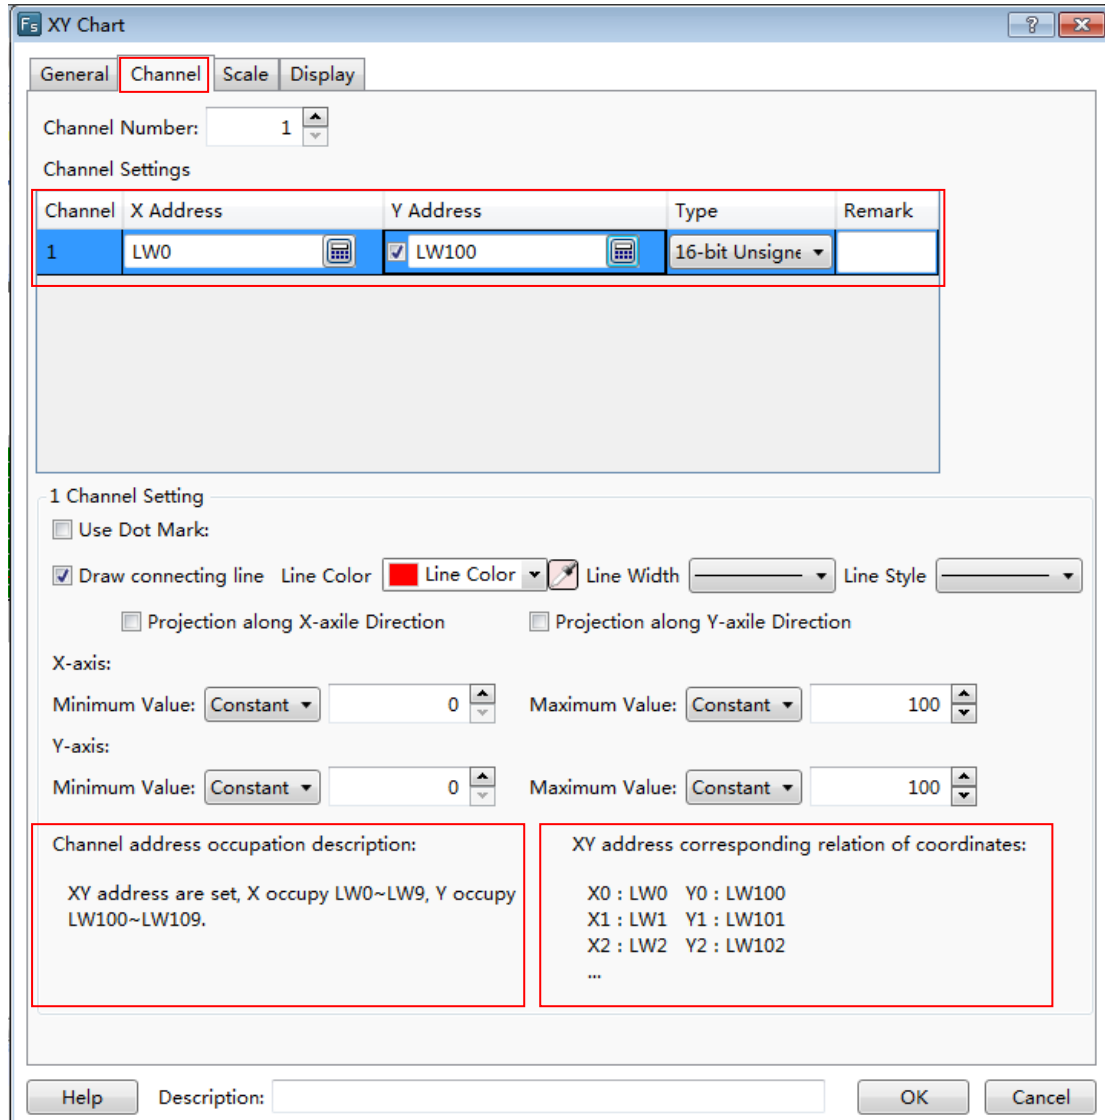 Fs XY Chart
General Channel Scale Display
Channel Number: 1
Channel Settings
Channel X Address Y Address Type Remark
1 LW0 LW100 16-bit Unsigne
1 Channel Setting
Use Dot Mark:
Draw connecting line Line Color Line Color Line Width Line Style
Projection along X-axile Direction Projection along Y-axile Direction
X-axis:
Minimum Value: Constant 0 Maximum Value: Constant 100
Y-axis:
Minimum Value: Constant 0 Maximum Value: Constant 100
Channel address occupation description:
XY address are set, X occupy LW0~LW9, Y occupy
LW100~LW109.
XY address corresponding relation of coordinates:
X0 : LW0 Y0 : LW100
X1 : LW1 Y1 : LW101
X2 : LW2 Y2 : LW102
...
Help Description: OK Cancel